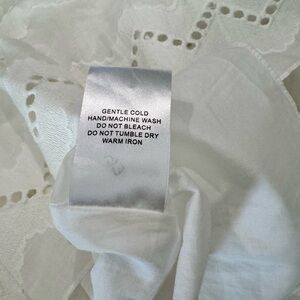 GENTLE COLD
HAND/MACHINE WASH
DO NOT BLEACH
DO NOT TUMBLE DRY
WARM IRON